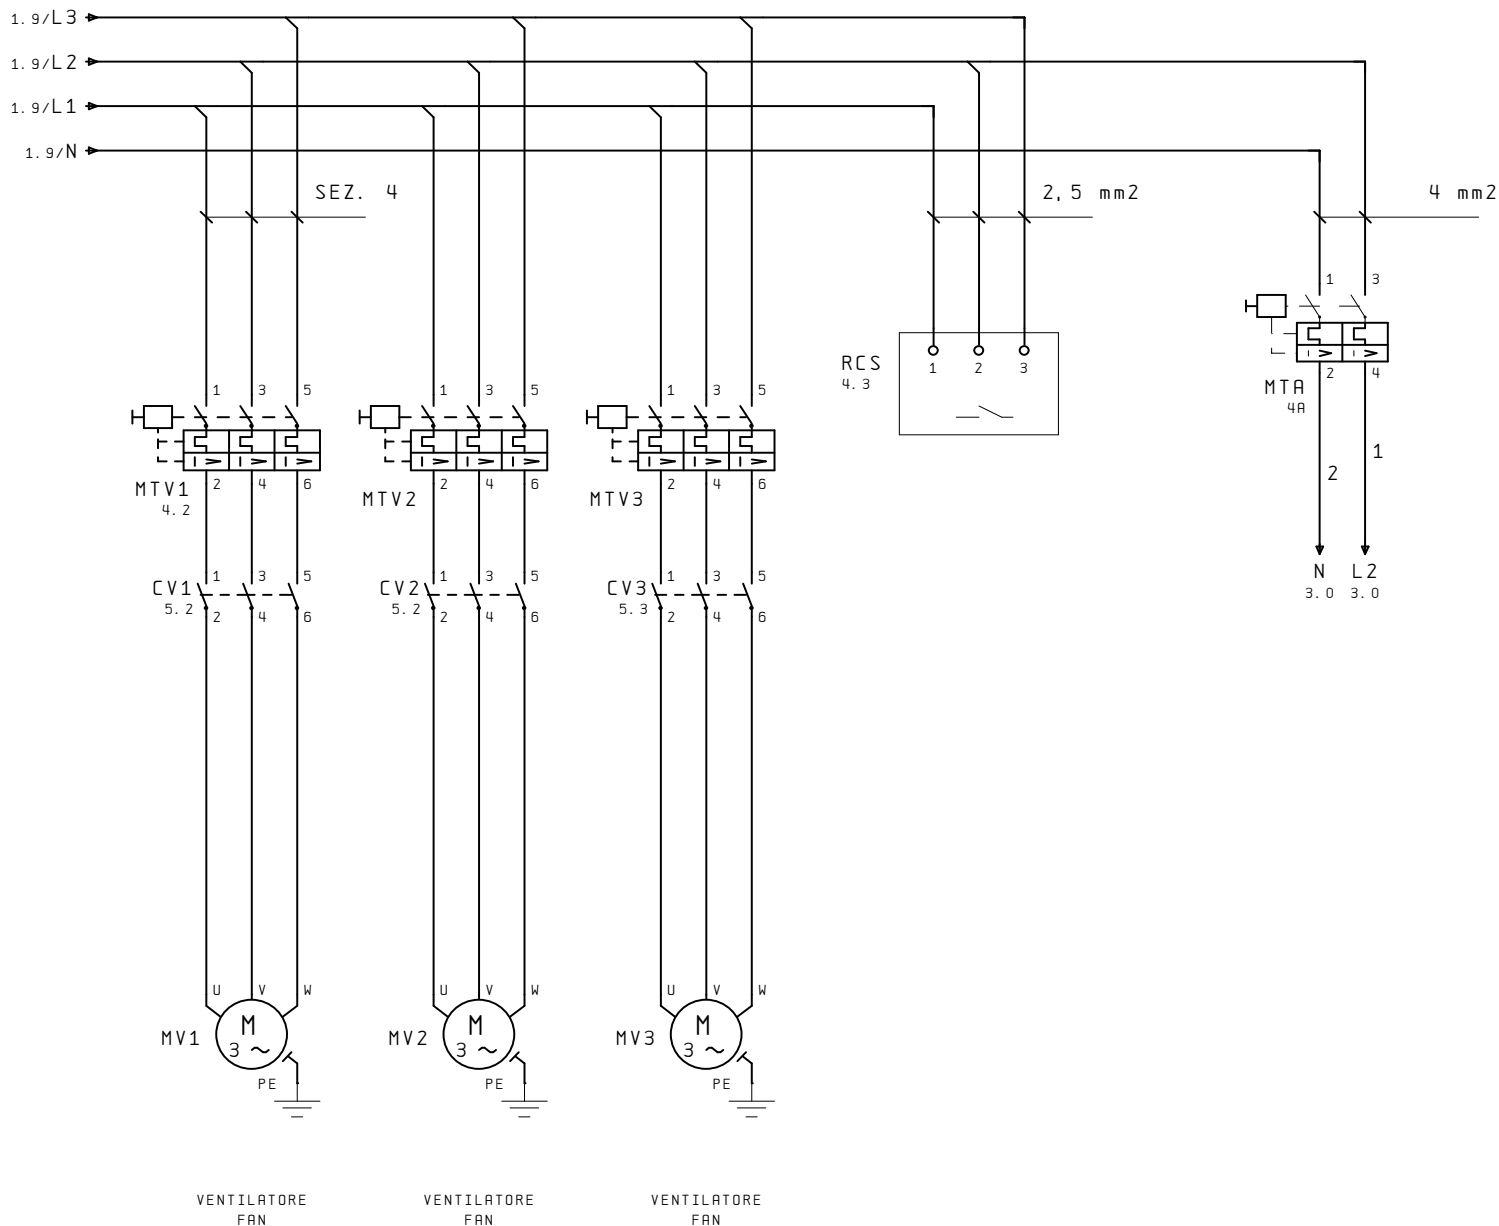 1.9/L3
1.9/L2
1.9/L1
1.9/N
SEZ. 4
2,5 mm2
4 mm2
1 3
RCS
4.3
1 2 3
2 4
MTA
4A
1 3 5
1 3 5
1 3 5
1
2
MTV1
4.2
2 4 6
MTV2
2 4 6
MTV3
2 4 6
N L2
3.0 3.0
1 3 5
1 3 5
1 3 5
CV1
5.2
2 4 6
CV2
5.2
2 4 6
CV3
5.3
2 4 6
U V W
U V W
U V W
MV1
M
3 ~
PE
MV2
M
3 ~
PE
MV3
M
3 ~
PE
VENTILATORE
FAN
VENTILATORE
FAN
VENTILATORE
FAN